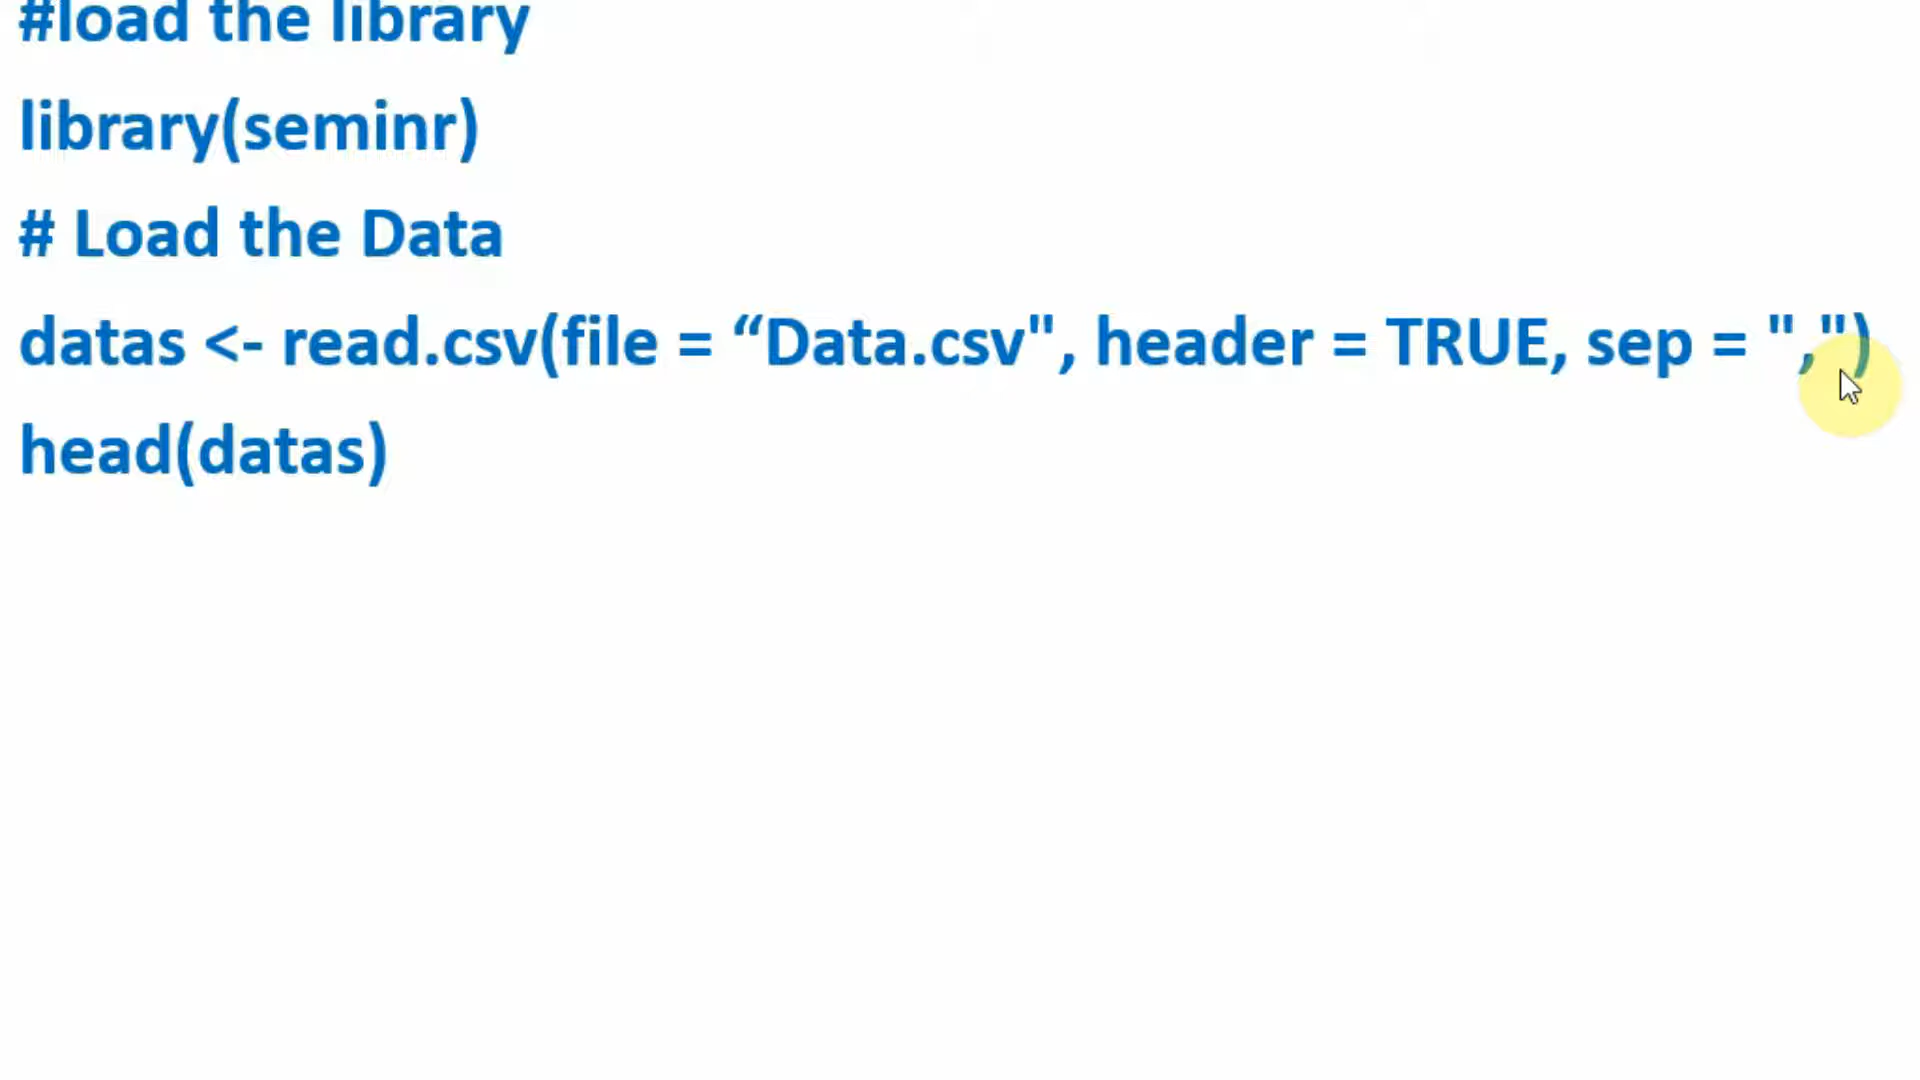 #load the library
library(seminr)
# Load the Data
datas <- read.csv(file = “Data.csv", header = TRUE, sep = ",")
head(datas)